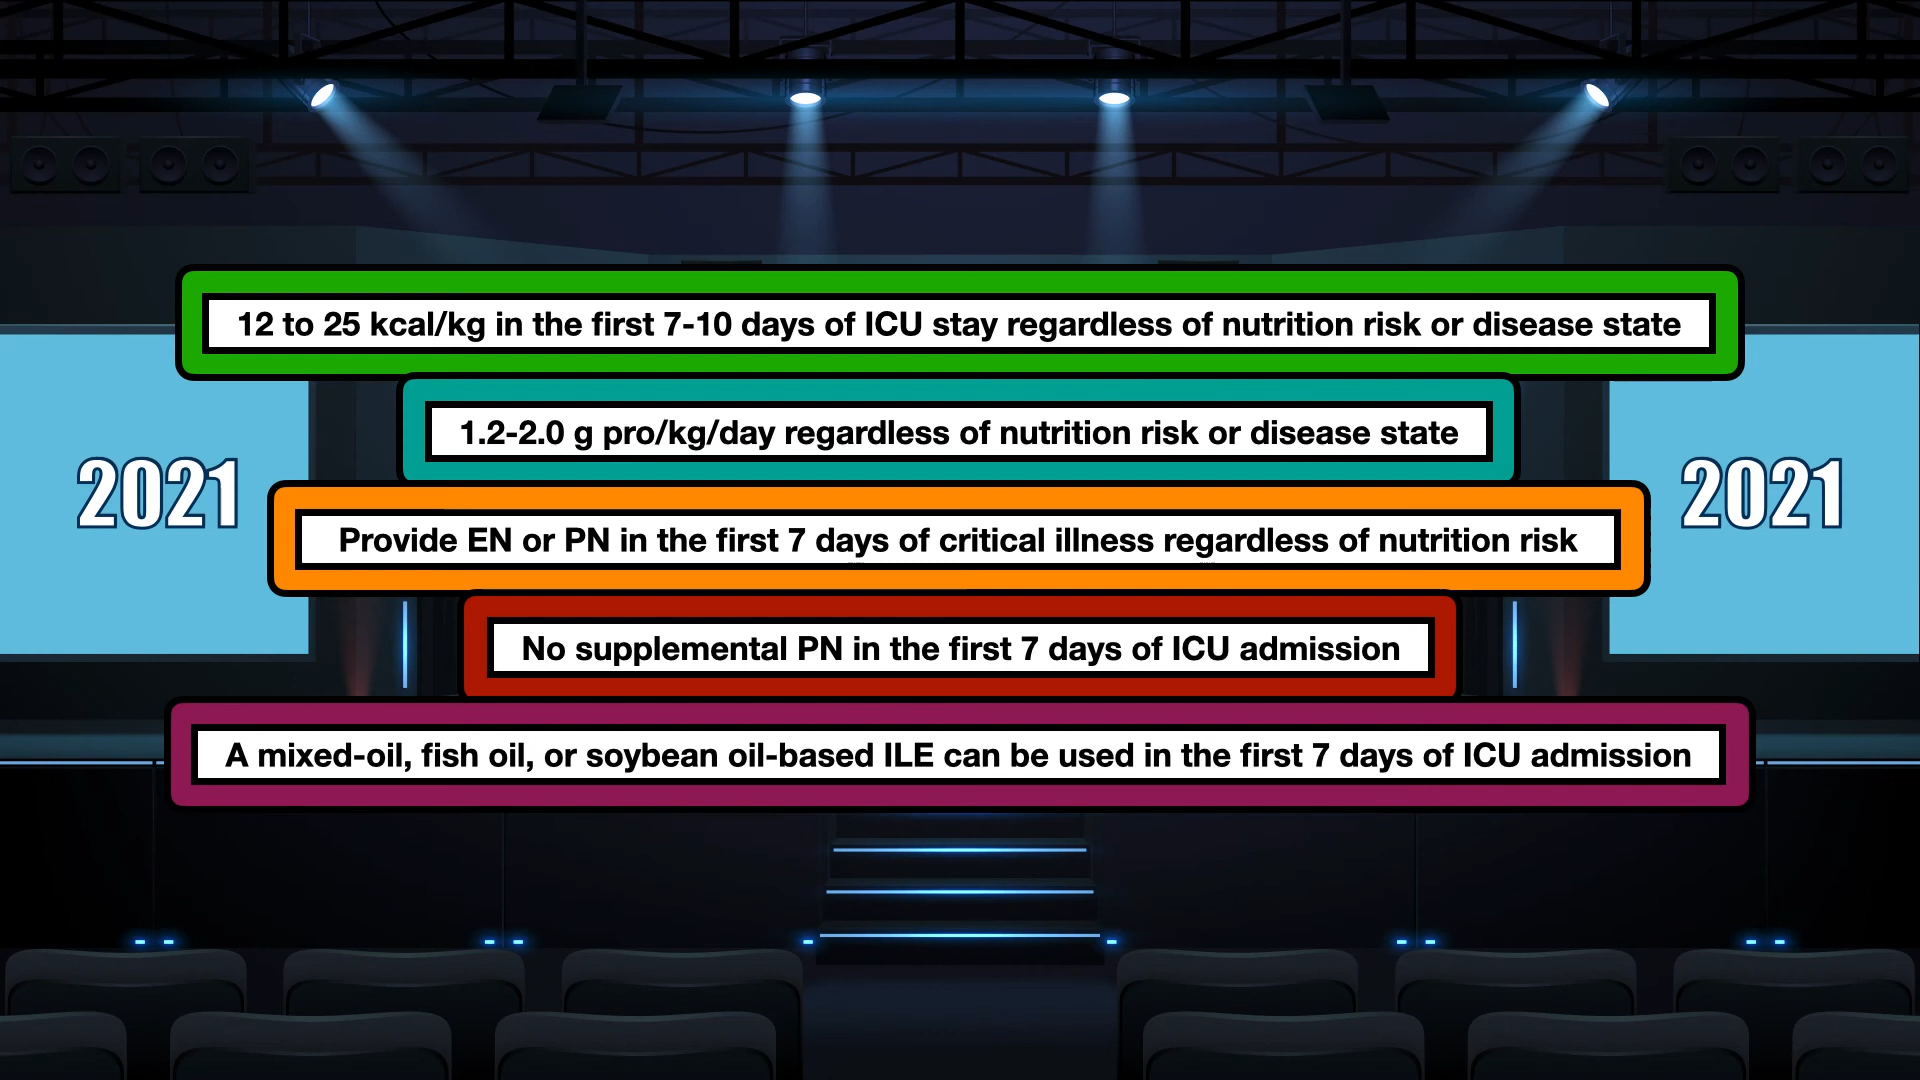 12 to 25 kcal/kg in the first 7-10 days of ICU stay regardless of nutrition risk or disease state
1.2-2.0 g pro/kg/day regardless of nutrition risk or disease state
2021
2021
Provide EN or PN in the first 7 days of critical illness regardless of nutrition risk
No supplemental PN in the first 7 days of ICU admission
A mixed-oil, fish oil, or soybean oil-based ILE can be used in the first 7 days of ICU admission